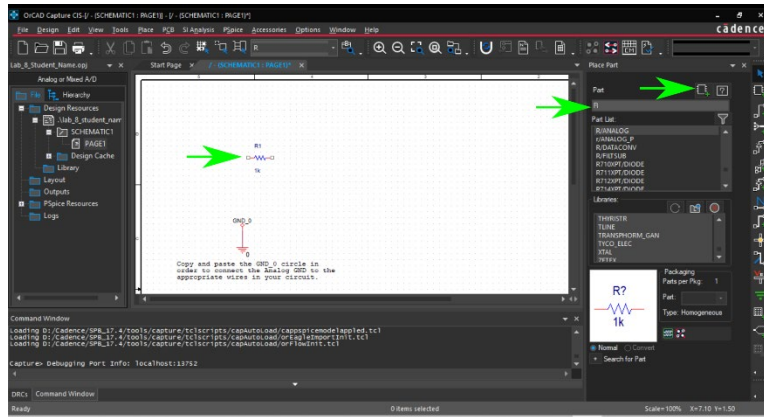 OrCAD Capture CIS-[/ - (SCHEMATIC1 : PAGE1)] - [/ - (SCHEMATIC1 : PAGE1)*]
File Design Edit View Tools Place PCB SI Analysis PSpice Accessories Options Window Help
cadence
R
Lab_8_Student_Name.opj
Start Page
/ - (SCHEMATIC1 : PAGE1)*
Place Part
Analog or Mixed A/D
File Hierarchy
Design Resources
.\lab_8_student_nam
SCHEMATIC1
PAGE1
Design Cache
Library
Layout
Outputs
PSpice Resources
Logs
R1
1k
GND_0
0
Copy and paste the GND_0 circle in
order to connect the Analog GND to the
appropriate wires in your circuit.
Part
Part List:
R/ANALOG
r/ANALOG_P
R/DATACONV
R/FILTSUB
R710XPT/DIODE
R711XPT/DIODE
R712XPT/DIODE
R714XPT/DIODE
Libraries:
THYRISTR
TLINE
TRANSPHORM_GAN
TYCO_ELEC
XTAL
ZETEX
R?
1k
Packaging
Parts per Pkg: 1
Part:
Type: Homogeneous
Normal Convert
Search for Part
Command Window
Loading D:/Cadence/SPB_17.4/tools/capture/tclscripts/capAutoLoad/cappspicemodelappled.tcl
Loading D:/Cadence/SPB_17.4/tools/capture/tclscripts/capAutoLoad/orEagleImportInit.tcl
Loading D:/Cadence/SPB_17.4/tools/capture/tclscripts/capAutoLoad/orFlowInit.tcl
Capture> Debugging Port Info: localhost:13752
DRCs Command Window
Ready
0 items selected
Scale=100% X=7.10 Y=1.50